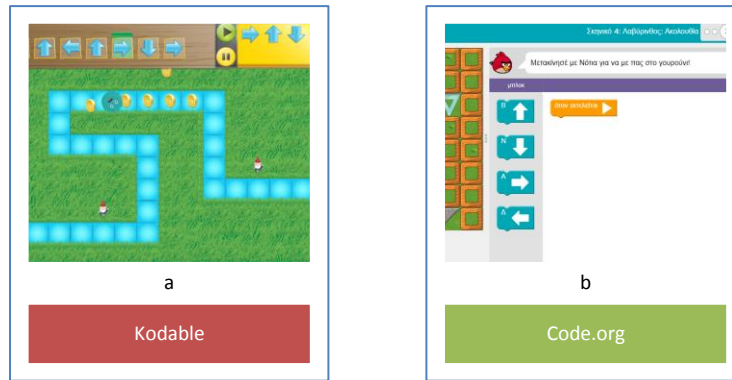 a
Kodable
Σκηνικό 4: Λαβύρινθος: Ακολουθία
Μετακίνησέ με Νότια για να με πας στο γουρούνι!
μπλοκ
όταν εκτελείται
Β
Ν
Α
Δ
b
Code.org